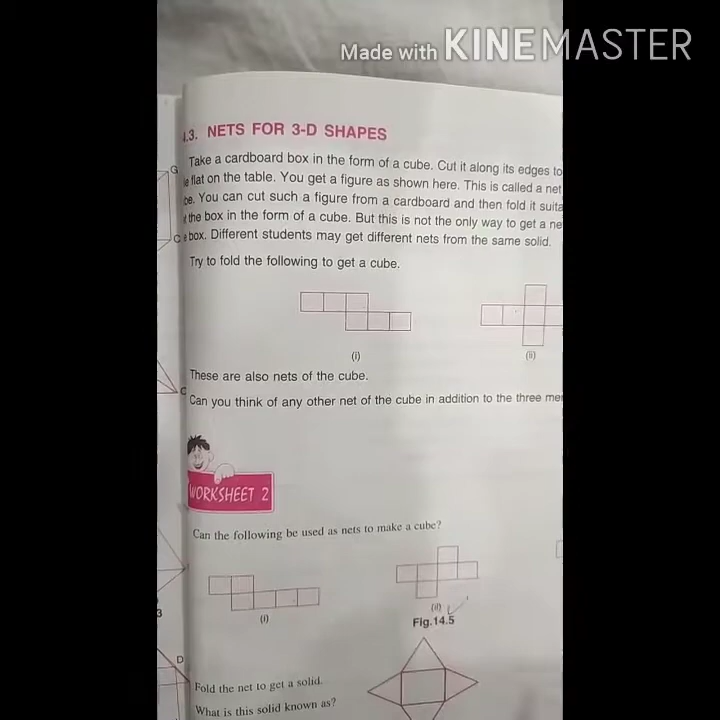 Made with KINEMASTER
.3. NETS FOR 3-D SHAPES
Take a cardboard box in the form of a cube. Cut it along its edges to
flat on the table. You get a figure as shown here. This is called a net
be. You can cut such a figure from a cardboard and then fold it suita
the box in the form of a cube. But this is not the only way to get a ne
box. Different students may get different nets from the same solid.
Try to fold the following to get a cube.
(i) (ii)
These are also nets of the cube.
Can you think of any other net of the cube in addition to the three me
WORKSHEET 2
Can the following be used as nets to make a cube?
(i) (ii)
Fig.14.5
Fold the net to get a solid.
What is this solid known as?
G
C
G
3
D